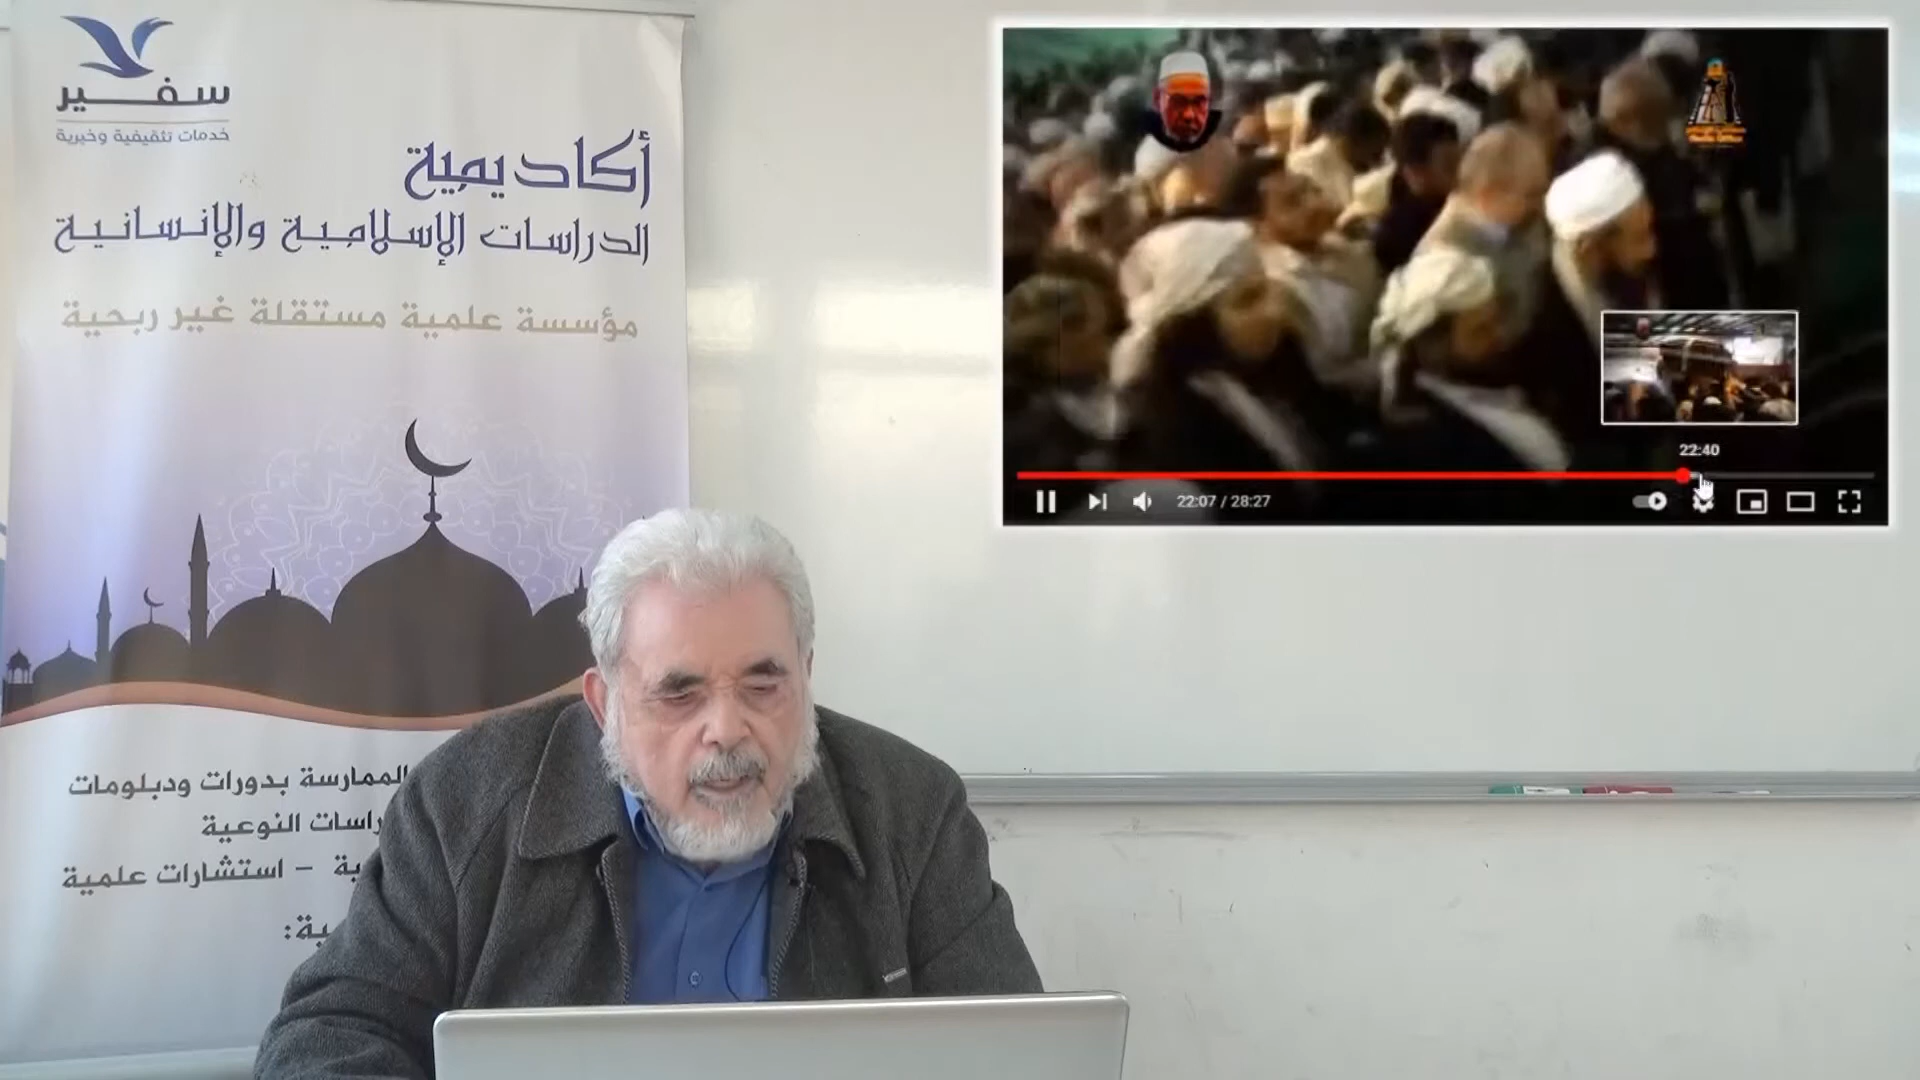 سفير
خدمات تثقيفية وخبرية
أكاديمية
الدراسات الإسلامية والإنسانية
مؤسسة علمية مستقلة غير ربحية
الممارسة بدورات ودبلومات
النوعية
– استشارات علمية
22:40
22:07 / 28:27